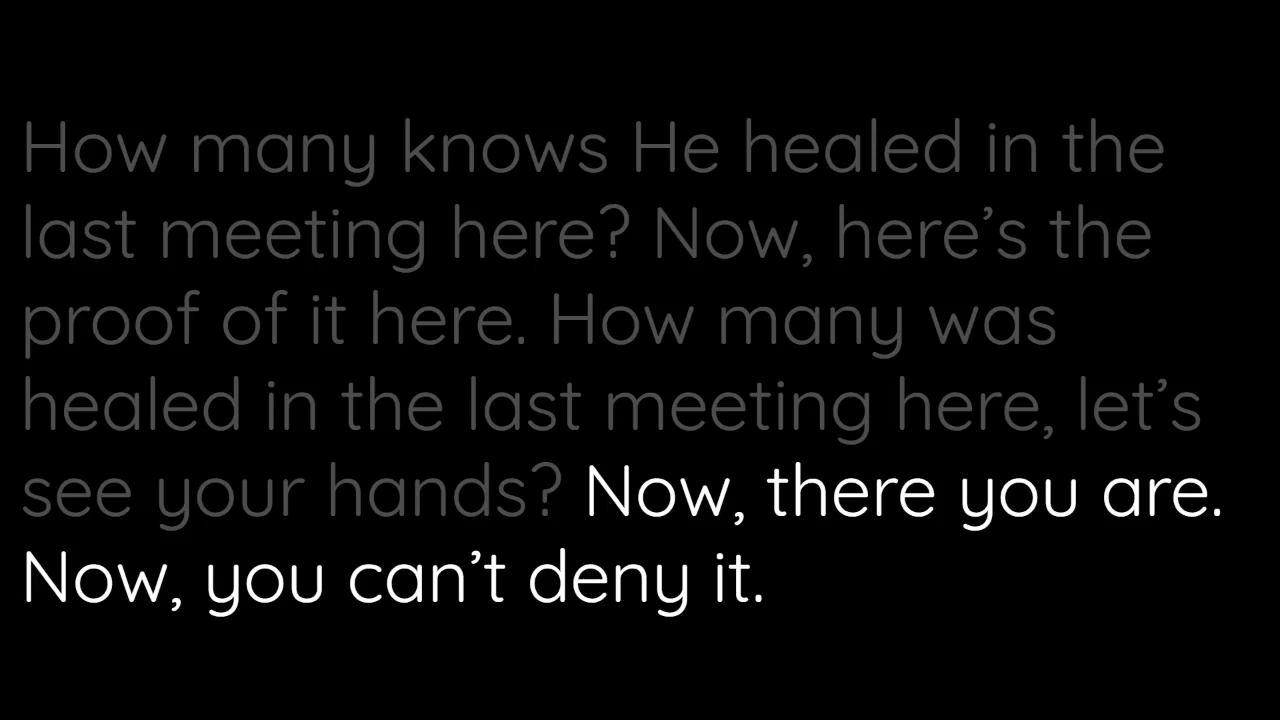 How many knows He healed in the
last meeting here? Now, here’s the
proof of it here. How many was
healed in the last meeting here, let’s
see your hands? Now, there you are.
Now, you can’t deny it.